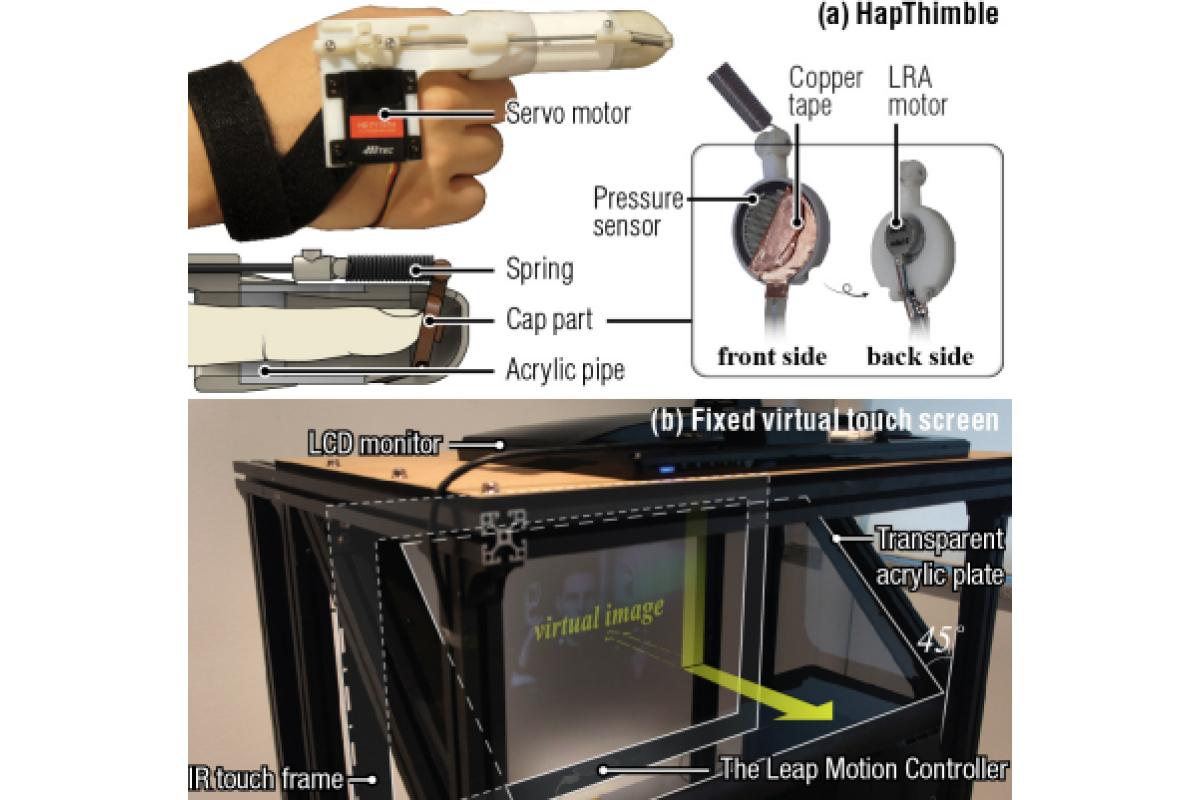 (a) HapThimble
Servo motor
HiTEC
Copper
tape
LRA
motor
Pressure
sensor
Spring
Cap part
Acrylic pipe
front side
back side
(b) Fixed virtual touch screen
LCD monitor
Transparent
acrylic plate
virtual image
45°
IR touch frame
The Leap Motion Controller